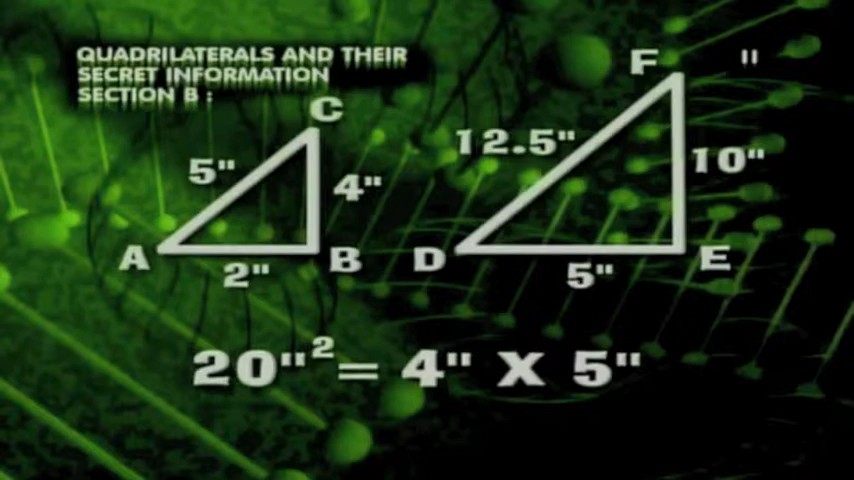 QUADRILATERALS AND THEIR
SECRET INFORMATION
SECTION B :
C
F
"
5"
4"
12.5"
10"
A
2"
B
D
5"
E
20"² = 4" X 5"